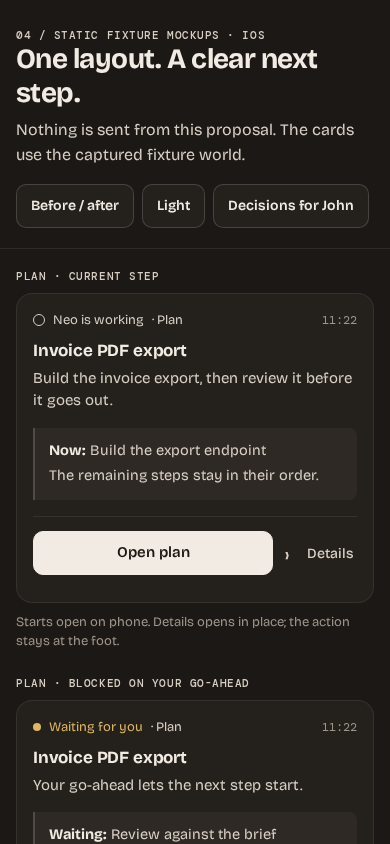 04 / STATIC FIXTURE MOCKUPS · IOS
One layout. A clear next
step.
Nothing is sent from this proposal. The cards
use the captured fixture world.
Before / after
Light
Decisions for John
PLAN · CURRENT STEP
Neo is working · Plan 11:22
Invoice PDF export
Build the invoice export, then review it before
it goes out.
Now: Build the export endpoint
The remaining steps stay in their order.
Open plan
› Details
Starts open on phone. Details opens in place; the action
stays at the foot.
PLAN · BLOCKED ON YOUR GO-AHEAD
Waiting for you · Plan 11:22
Invoice PDF export
Your go-ahead lets the next step start.
Waiting: Review against the brief